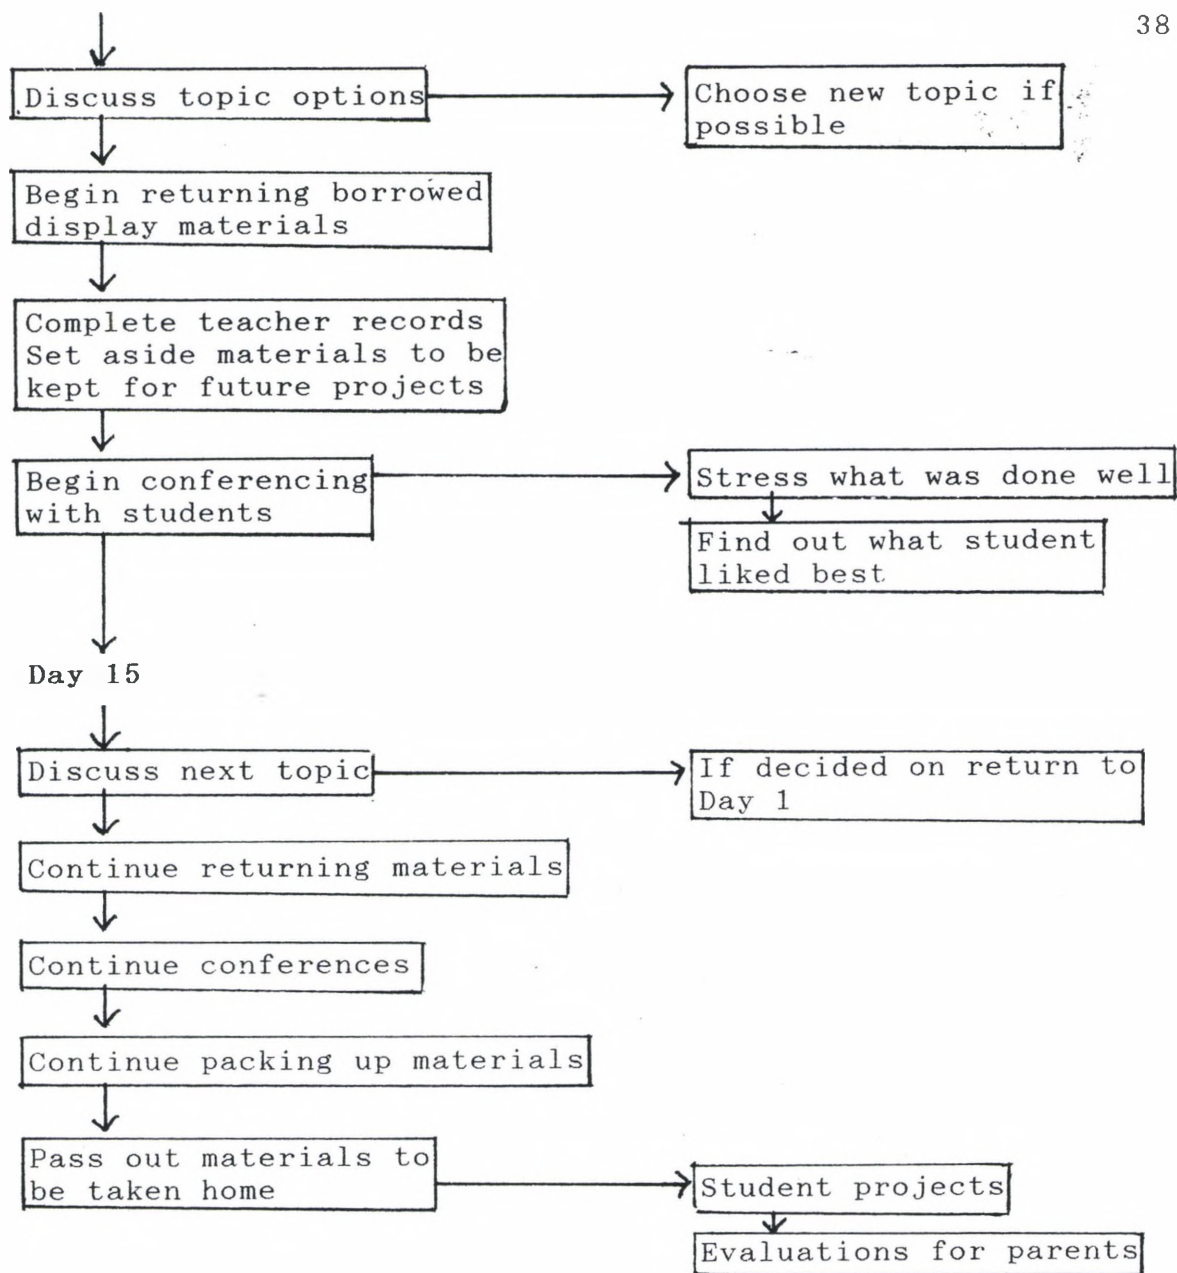 38
Discuss topic options
Choose new topic if
possible
Begin returning borrowed
display materials
Complete teacher records
Set aside materials to be
kept for future projects
Begin conferencing
with students
Stress what was done well
Find out what student
liked best
Day 15
Discuss next topic
If decided on return to
Day 1
Continue returning materials
Continue conferences
Continue packing up materials
Pass out materials to
be taken home
Student projects
Evaluations for parents